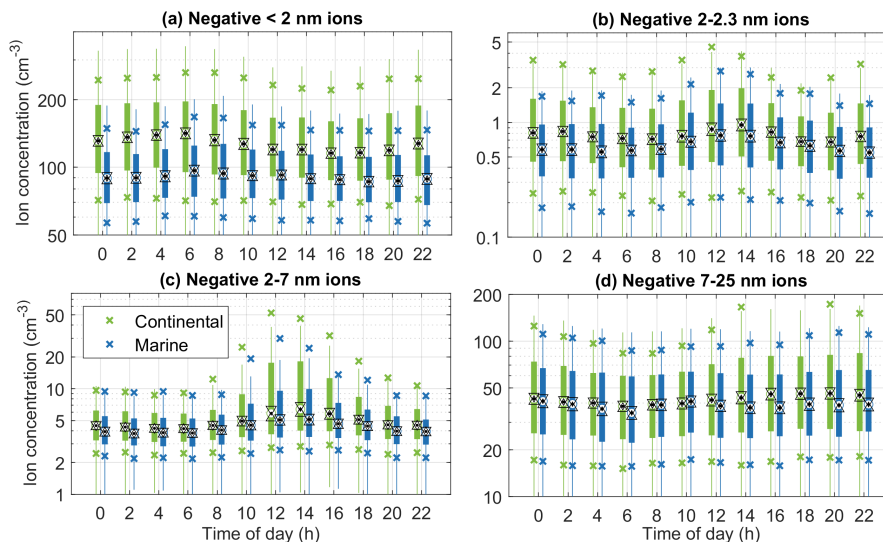 (a) Negative < 2 nm ions
200
100
50
0 2 4 6 8 10 12 14 16 18 20 22
Ion concentration (cm-3)
(b) Negative 2-2.3 nm ions
5
2
1
0.5
0.1
0 2 4 6 8 10 12 14 16 18 20 22
(c) Negative 2-7 nm ions
Continental
Marine
50
20
10
5
2
1
0 2 4 6 8 10 12 14 16 18 20 22
Ion concentration (cm-3)
Time of day (h)
(d) Negative 7-25 nm ions
200
100
50
20
10
0 2 4 6 8 10 12 14 16 18 20 22
Time of day (h)